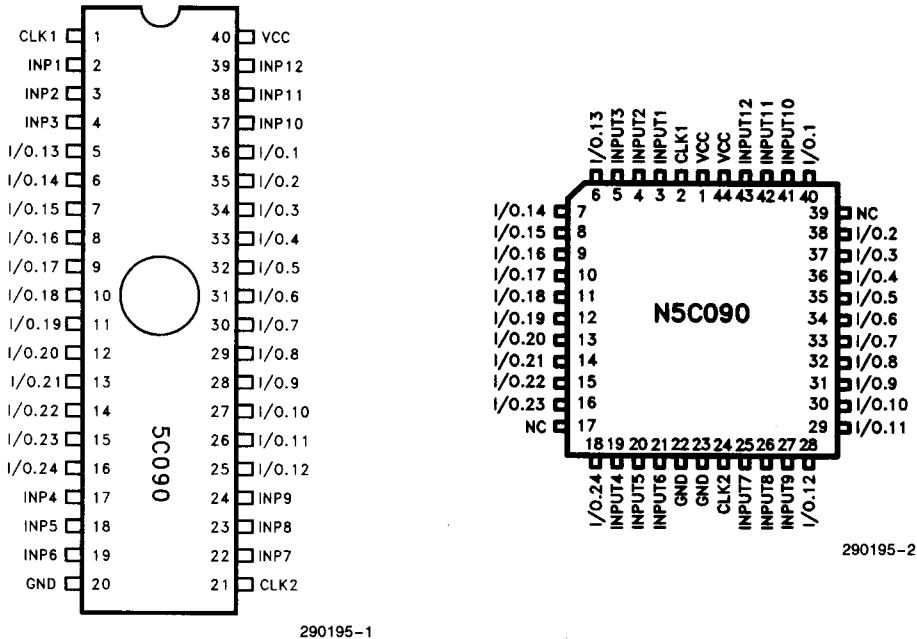 CLK1 1 40 VCC
INP1 2 39 INP12
INP2 3 38 INP11
INP3 4 37 INP10
I/O.13 5 36 I/O.1
I/O.14 6 35 I/O.2
I/O.15 7 34 I/O.3
I/O.16 8 33 I/O.4
I/O.17 9 32 I/O.5
I/O.18 10 31 I/O.6
I/O.19 11 30 I/O.7
I/O.20 12 29 I/O.8
I/O.21 13 28 I/O.9
I/O.22 14 27 I/O.10
I/O.23 15 26 I/O.11
I/O.24 16 25 I/O.12
INP4 17 24 INP9
INP5 18 23 INP8
INP6 19 22 INP7
GND 20 21 CLK2
5C090
290195-1
I/O.13 INPUT3 INPUT2 INPUT1 CLK1 VCC VCC INPUT12 INPUT11 INPUT10 I/O.1
6 5 4 3 2 1 44 43 42 41 40
I/O.14 7 39 NC
I/O.15 8 38 I/O.2
I/O.16 9 37 I/O.3
I/O.17 10 36 I/O.4
I/O.18 11 35 I/O.5
I/O.19 12 34 I/O.6
I/O.20 13 33 I/O.7
I/O.21 14 32 I/O.8
I/O.22 15 31 I/O.9
I/O.23 16 30 I/O.10
NC 17 29 I/O.11
N5C090
18 19 20 21 22 23 24 25 26 27 28
I/O.24 INPUT4 INPUT5 INPUT6 GND GND CLK2 INPUT7 INPUT8 INPUT9 I/O.12
290195-2